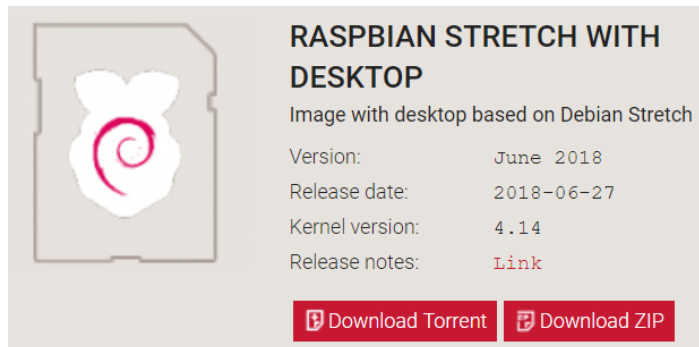 RASPBIAN STRETCH WITH
DESKTOP
Image with desktop based on Debian Stretch
Version: June 2018
Release date: 2018-06-27
Kernel version: 4.14
Release notes: Link
Download Torrent Download ZIP